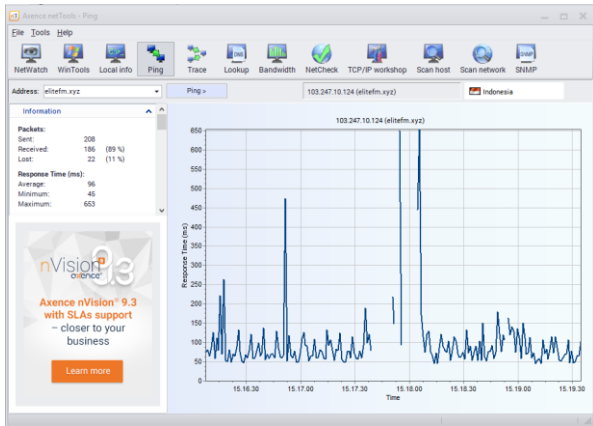 Axence netTools - Ping
File Tools Help
NetWatch WinTools Local info Ping Trace Lookup Bandwidth NetCheck TCP/IP workshop Scan host Scan network SNMP
DNS
SNMP
Address: elitefm.xyz Ping » 103.247.10.124 (elitefm.xyz) Indonesia
Information
Packets:
Sent: 208
Received: 186 (89 %)
Lost: 22 (11 %)
Response Time (ms):
Average: 96
Minimum: 45
Maximum: 653
nVision 9.3
axence
Axence nVision® 9.3
with SLAs support
– closer to your
business
Learn more
103.247.10.124 (elitefm.xyz)
Response Time (ms)
650
600
550
500
450
400
350
300
250
200
150
100
50
0
15.16.30 15.17.00 15.17.30 15.18.00 15.18.30 15.19.00 15.19.30
Time